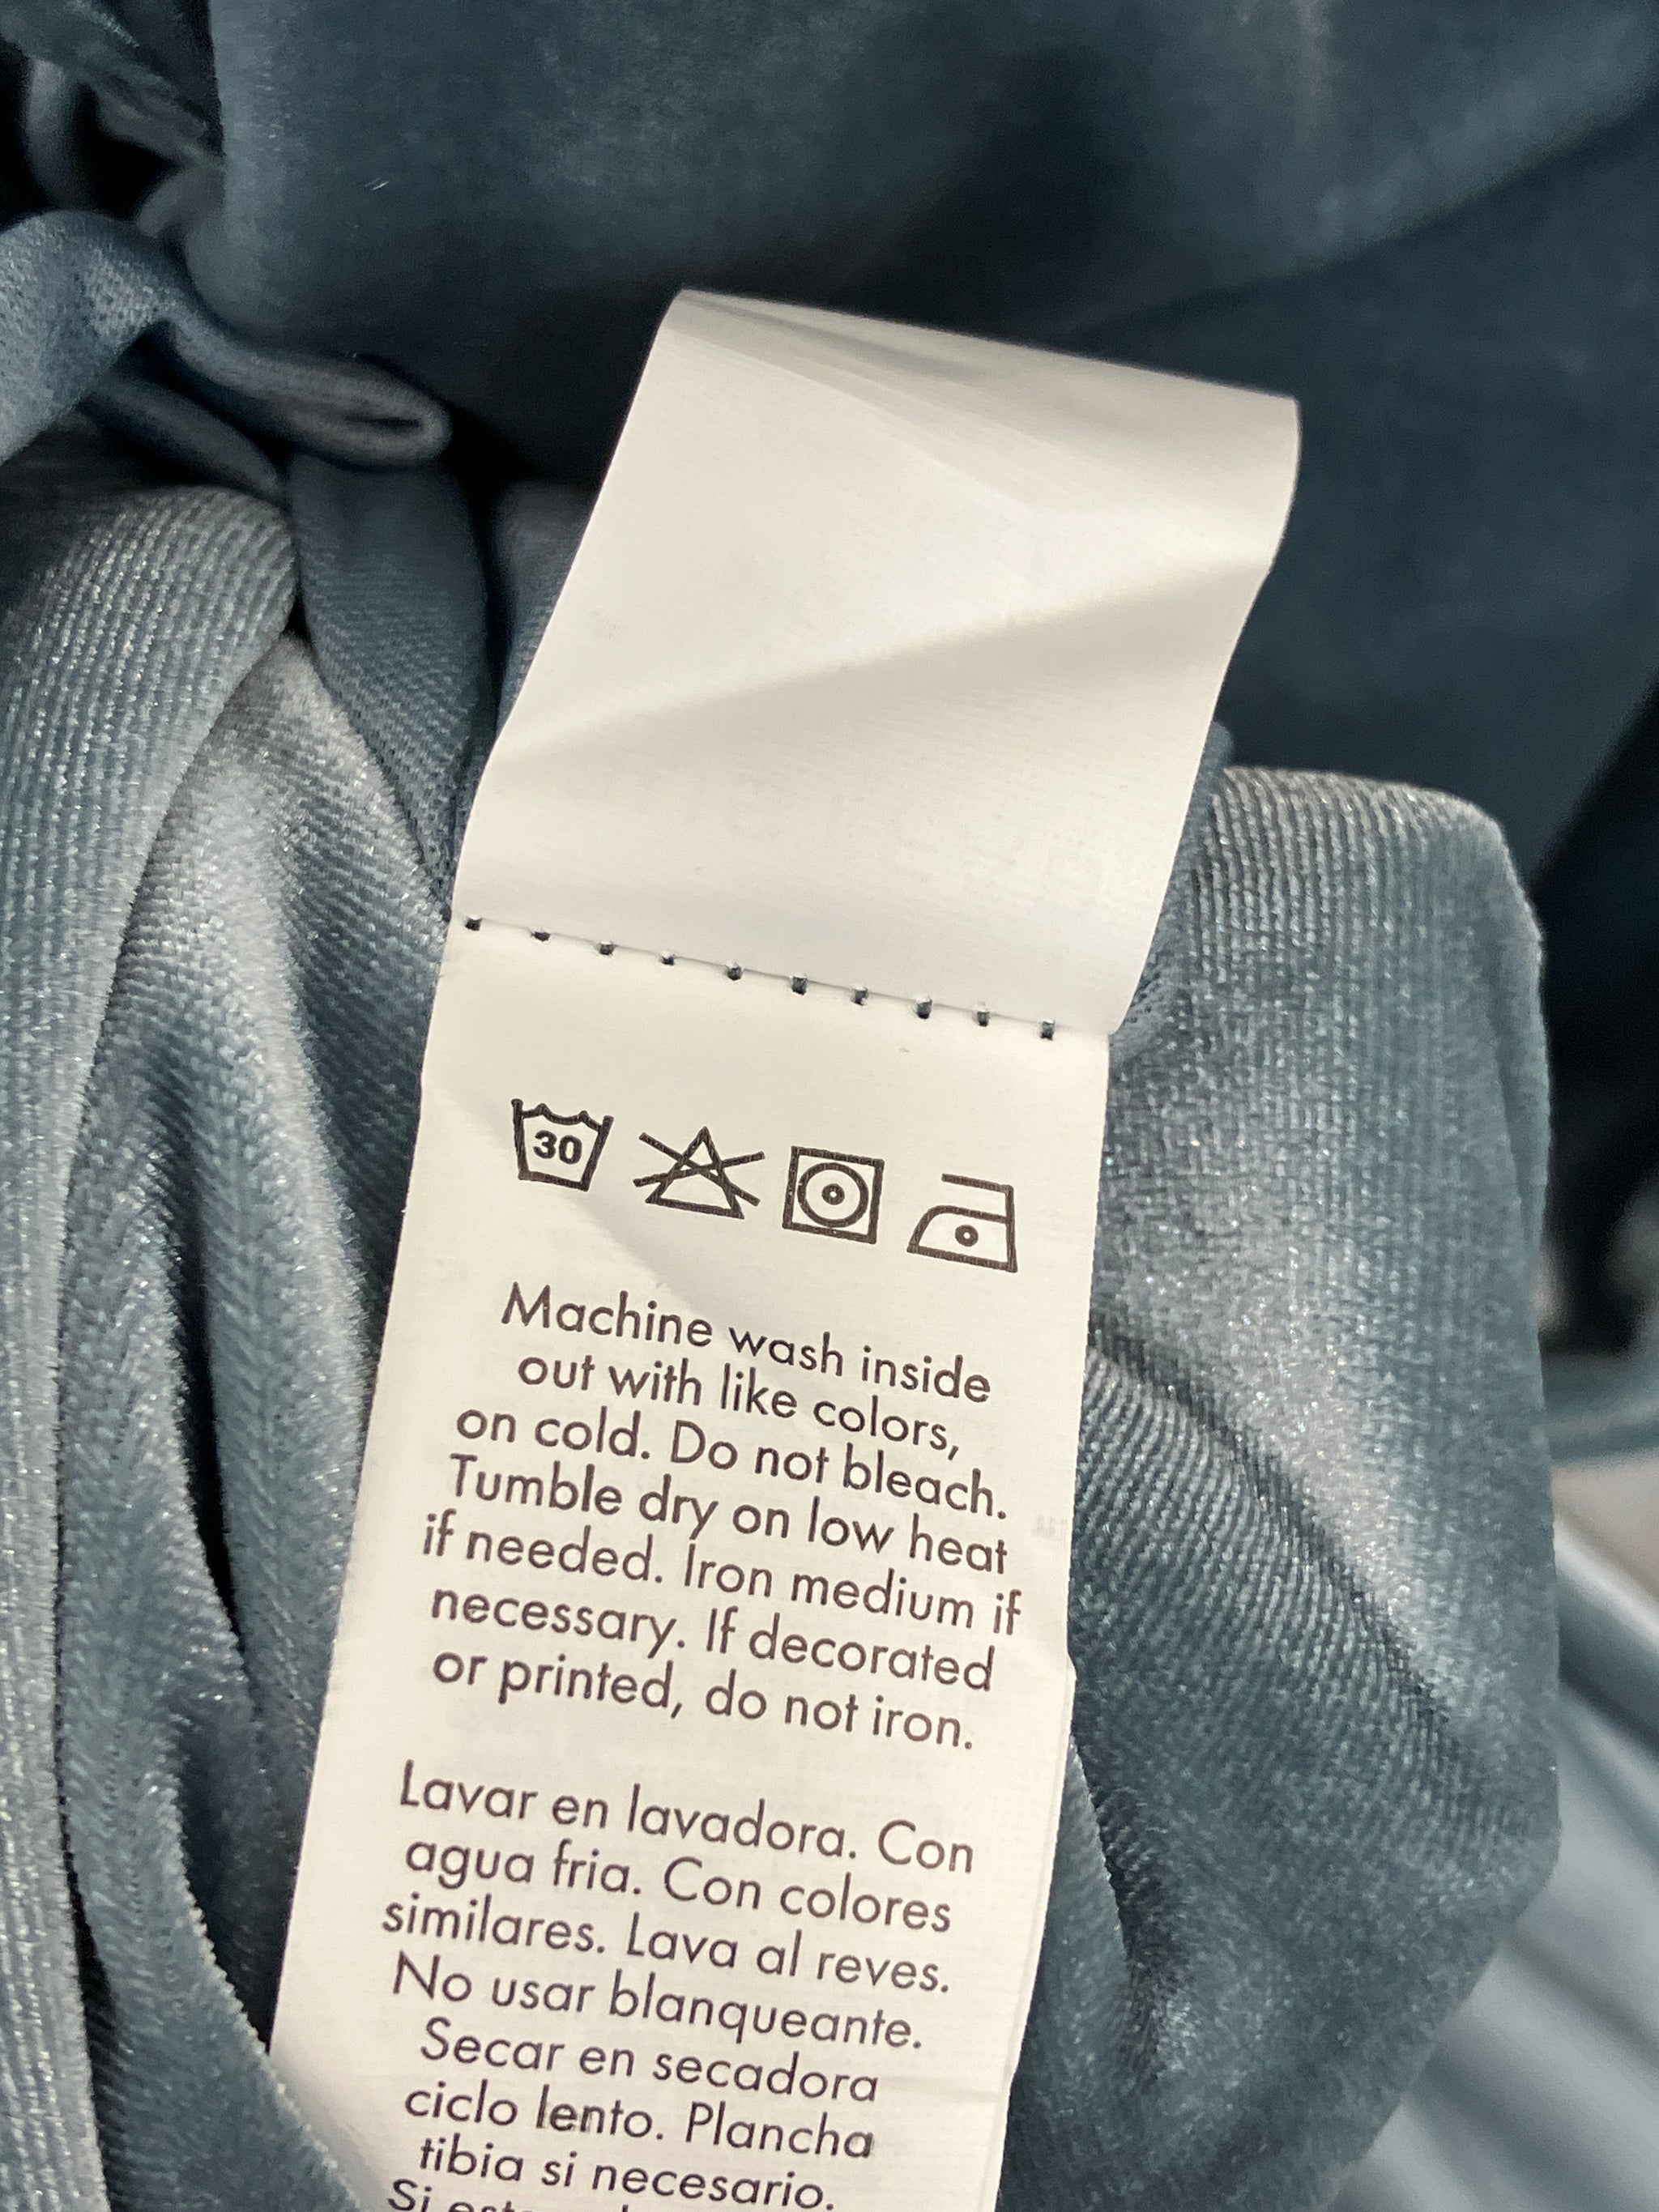 30
Machine wash inside
out with like colors,
on cold. Do not bleach.
Tumble dry on low heat
if needed. Iron medium if
necessary. If decorated
or printed, do not iron.
Lavar en lavadora. Con
agua fria. Con colores
similares. Lava al reves.
No usar blanqueante.
Secar en secadora
ciclo lento. Plancha
tibia si necesario.
Si